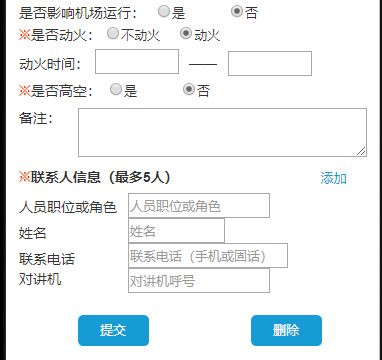 是否影响机场运行： 是 否
※是否动火： 不动火 动火
动火时间： ——
※是否高空： 是 否
备注：
※联系人信息（最多5人） 添加
人员职位或角色 人员职位或角色
姓名 姓名
联系电话 联系电话（手机或固话）
对讲机 对讲机呼号
提交 删除